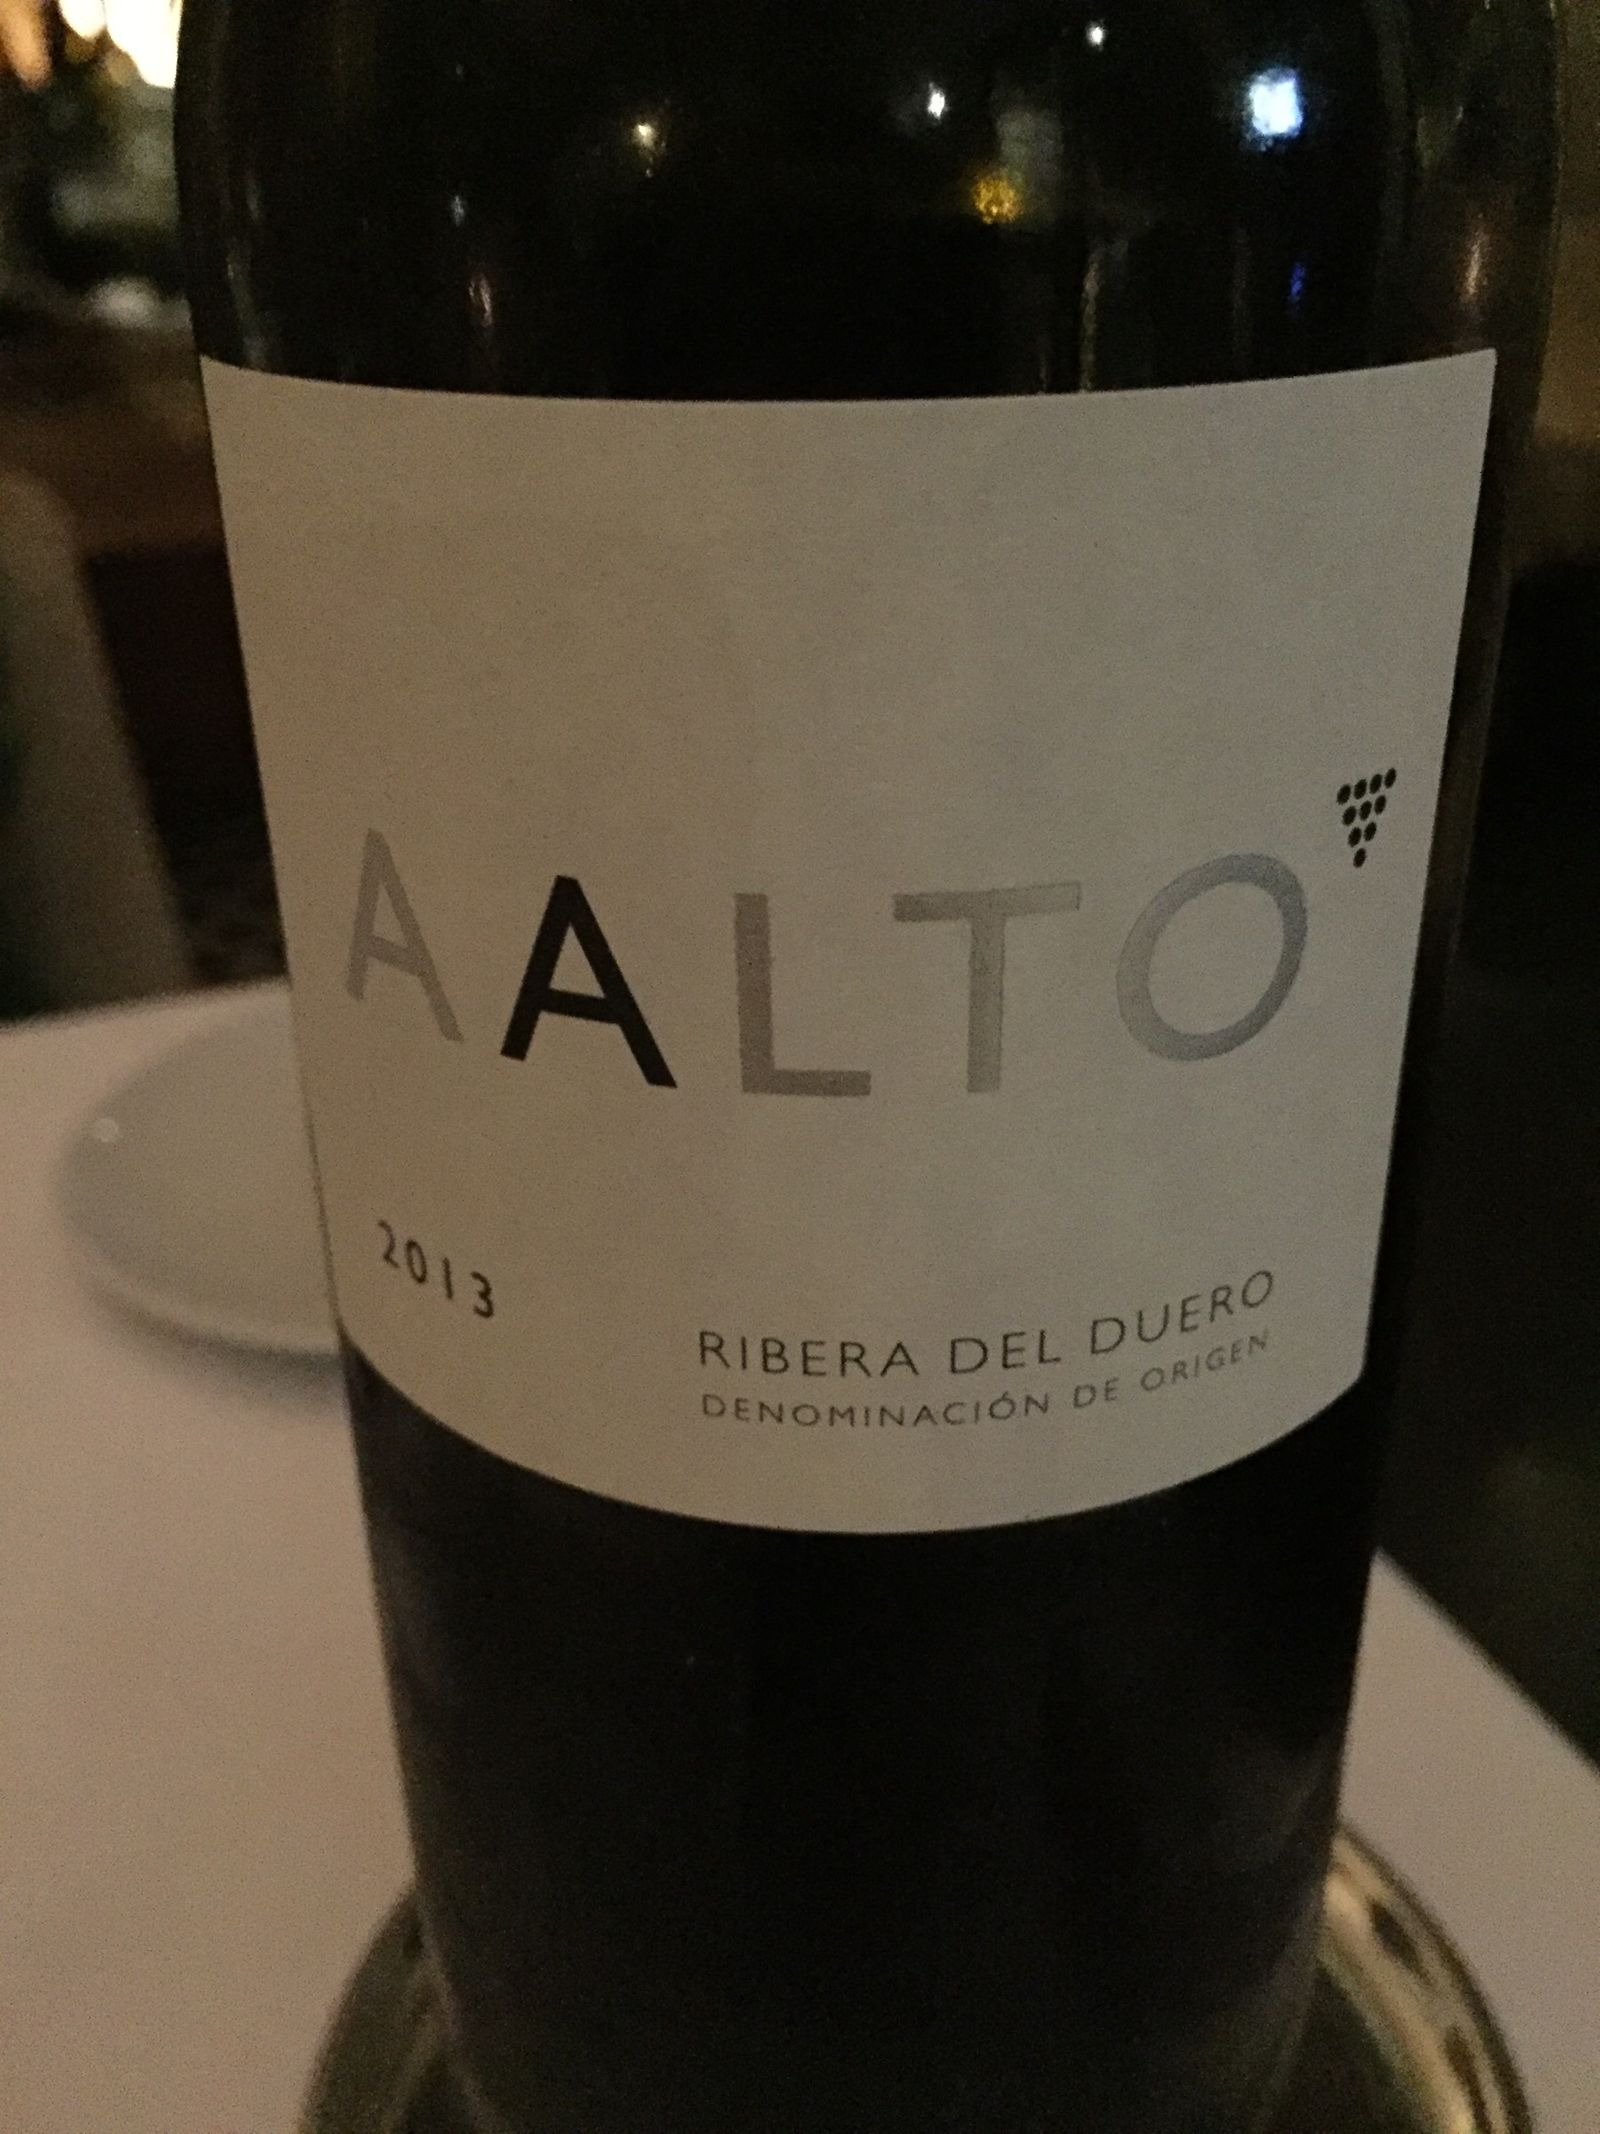 AALTO
2013
RIBERA DEL DUERO
DENOMINACIÓN DE ORIGEN